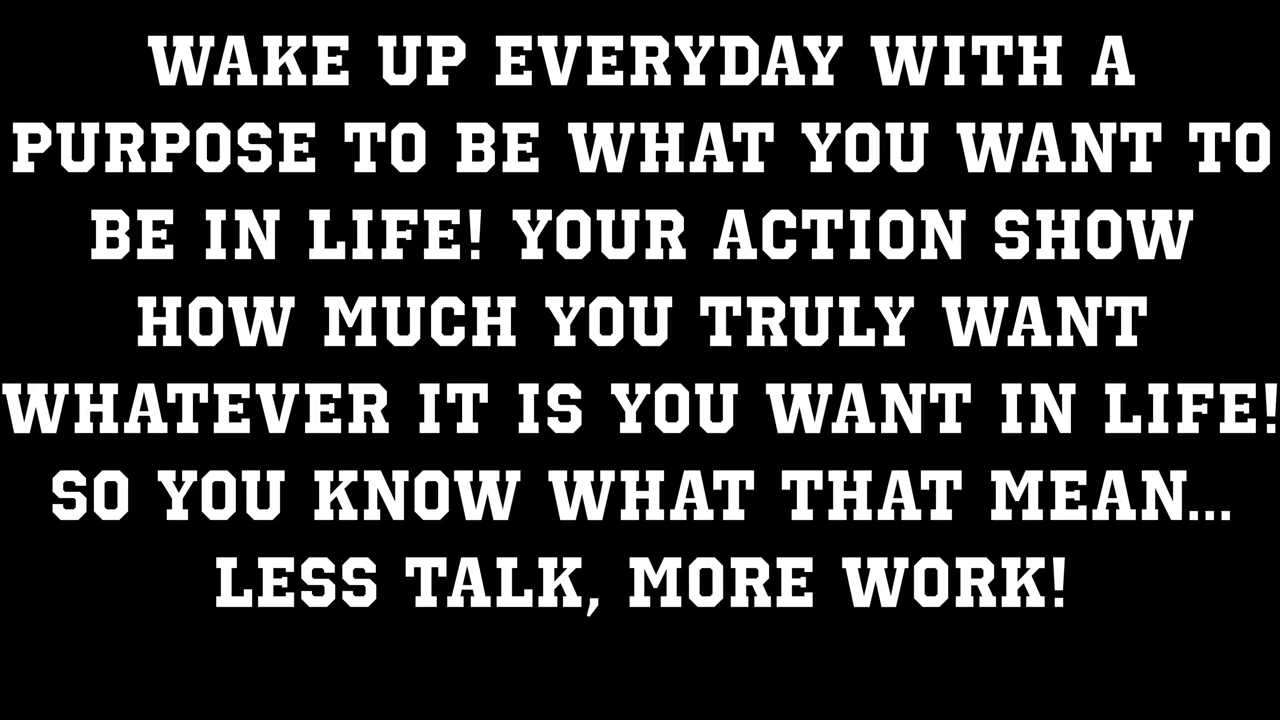 WAKE UP EVERYDAY WITH A
PURPOSE TO BE WHAT YOU WANT TO
BE IN LIFE! YOUR ACTION SHOW
HOW MUCH YOU TRULY WANT
WHATEVER IT IS YOU WANT IN LIFE!
SO YOU KNOW WHAT THAT MEAN...
LESS TALK, MORE WORK!